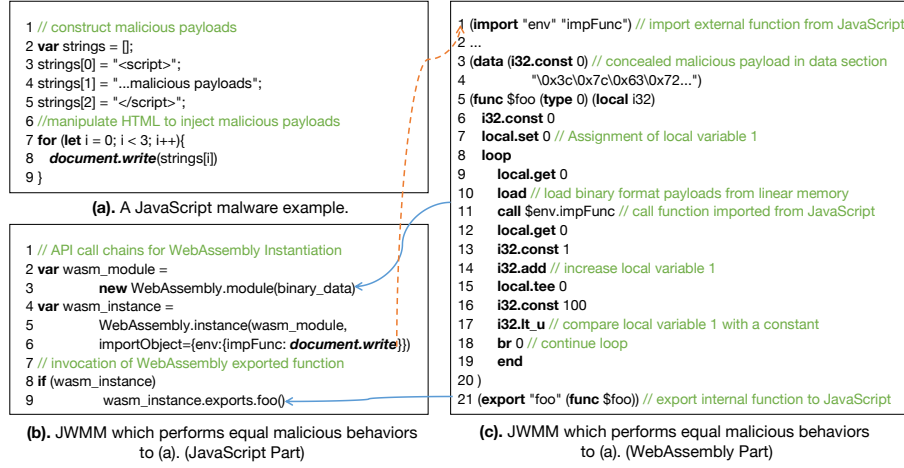 1 // construct malicious payloads
2 var strings = [];
3 strings[0] = "<script>";
4 strings[1] = "...malicious payloads";
5 strings[2] = "</script>";
6 //manipulate HTML to inject malicious payloads
7 for (let i = 0; i < 3; i++){
8 document.write(strings[i])
9 }
(a). A JavaScript malware example.
1 // API call chains for WebAssembly Instantiation
2 var wasm_module =
3 new WebAssembly.module(binary_data)
4 var wasm_instance =
5 WebAssembly.instance(wasm_module,
6 importObject={env:{impFunc: document.write}})
7 // invocation of WebAssembly exported function
8 if (wasm_instance)
9 wasm_instance.exports.foo()
(b). JWMM which performs equal malicious behaviors
to (a). (JavaScript Part)
1 (import "env" "impFunc") // import external function from JavaScript
2 ...
3 (data (i32.const 0) // concealed malicious payload in data section
4 "\0x3c\0x7c\0x63\0x72...")
5 (func $foo (type 0) (local i32)
6 i32.const 0
7 local.set 0 // Assignment of local variable 1
8 loop
9 local.get 0
10 load // load binary format payloads from linear memory
11 call $env.impFunc // call function imported from JavaScript
12 local.get 0
13 i32.const 1
14 i32.add // increase local variable 1
15 local.tee 0
16 i32.const 100
17 i32.lt_u // compare local variable 1 with a constant
18 br 0 // continue loop
19 end
20 )
21 (export "foo" (func $foo)) // export internal function to JavaScript
(c). JWMM which performs equal malicious behaviors
to (a). (WebAssembly Part)